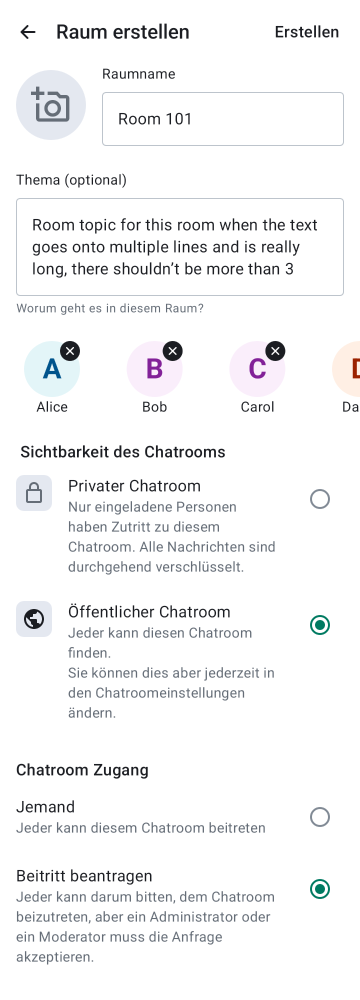 Raum erstellen
Erstellen
Raumname
Room 101
Thema (optional)
Room topic for this room when the text
goes onto multiple lines and is really
long, there shouldn’t be more than 3
Worum geht es in diesem Raum?
A
B
C
D
Alice
Bob
Carol
Da
Sichtbarkeit des Chatrooms
Privater Chatroom
Nur eingeladene Personen
haben Zutritt zu diesem
Chatroom. Alle Nachrichten sind
durchgehend verschlüsselt.
Öffentlicher Chatroom
Jeder kann diesen Chatroom
finden.
Sie können dies aber jederzeit in
den Chatroomeinstellungen
ändern.
Chatroom Zugang
Jemand
Jeder kann diesem Chatroom beitreten
Beitritt beantragen
Jeder kann darum bitten, dem Chatroom
beizutreten, aber ein Administrator oder
ein Moderator muss die Anfrage
akzeptieren.